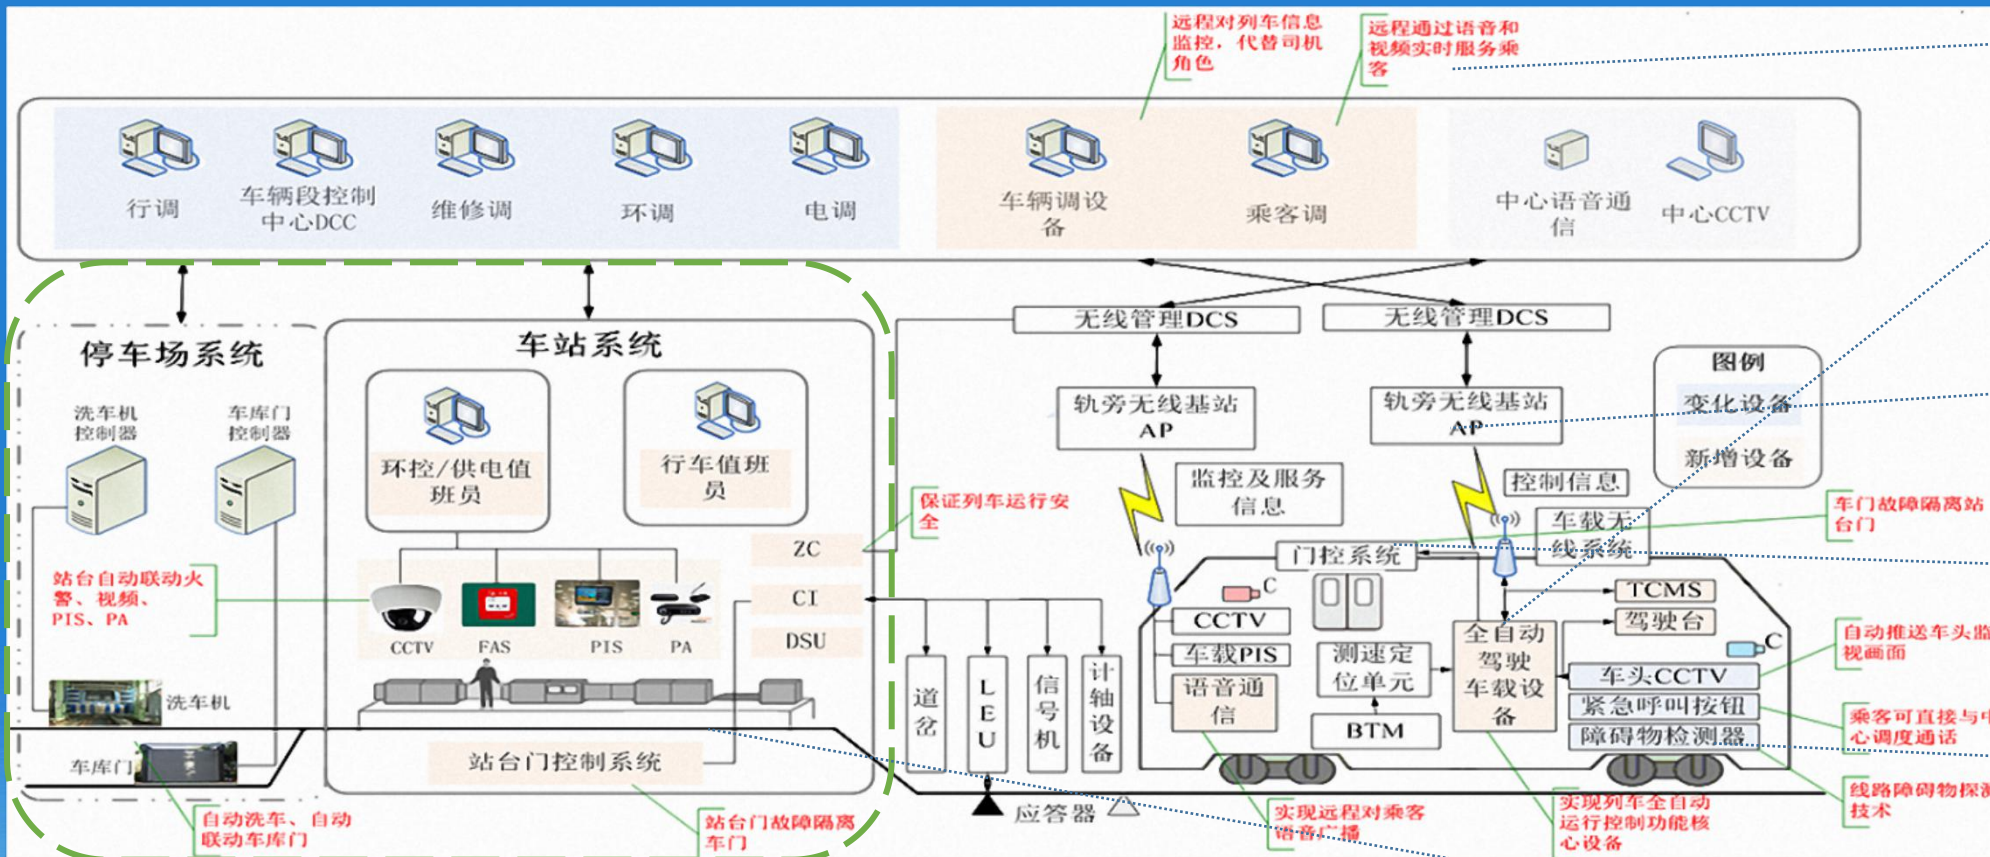 远程对列车信息
监控，代替司机
角色
远程通过语音和
视频实时服务乘
客
行调
车辆段控制
中心DCC
维修调
环调
电调
车辆调设
备
乘客调
中心语音通
信
中心CCTV
停车场系统
洗车机
控制器
车库门
控制器
站台自动联动火
警、视频、
PIS、PA
洗车机
车库门
自动洗车、自动
联动车库门
车站系统
环控/供电值
班员
行车值班
员
CCTV
FAS
PIS
PA
ZC
CI
DSU
站台门控制系统
站台门故障隔离
车门
保证列车运行安
全
无线管理DCS
无线管理DCS
轨旁无线基站
AP
轨旁无线基站
AP
监控及服务
信息
控制信息
图例
变化设备
新增设备
车门故障隔离站
台门
道岔
LEU
信号机
计轴设备
应答器
门控系统
车载无
线系统
C
CCTV
车载PIS
语音通
信
测速定
位单元
BTM
全自动
驾驶
车载设
备
TCMS
驾驶台
C
车头CCTV
紧急呼叫按钮
障碍物检测器
自动推送车头监
视画面
乘客可直接与中
心调度通话
线路障碍物探测
技术
实现远程对乘客
语音广播
实现列车全自动
运行控制功能核
心设备